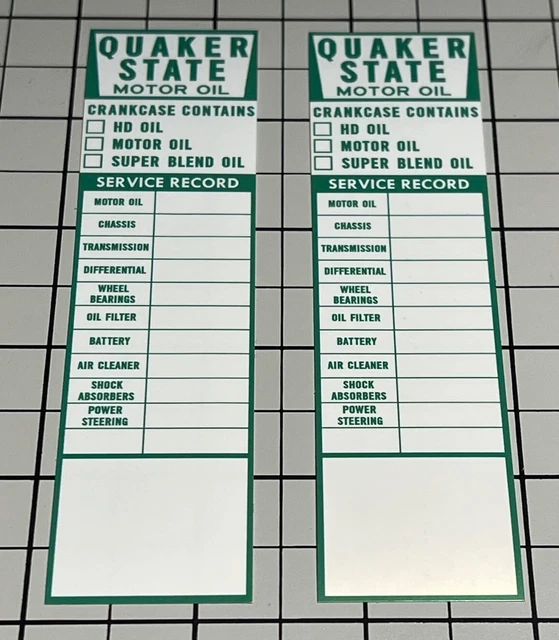 QUAKER
STATE
MOTOR OIL
CRANKCASE CONTAINS
HD OIL
MOTOR OIL
SUPER BLEND OIL
SERVICE RECORD
MOTOR OIL
CHASSIS
TRANSMISSION
DIFFERENTIAL
WHEEL
BEARINGS
OIL FILTER
BATTERY
AIR CLEANER
SHOCK
ABSORBERS
POWER
STEERING
QUAKER
STATE
MOTOR OIL
CRANKCASE CONTAINS
HD OIL
MOTOR OIL
SUPER BLEND OIL
SERVICE RECORD
MOTOR OIL
CHASSIS
TRANSMISSION
DIFFERENTIAL
WHEEL
BEARINGS
OIL FILTER
BATTERY
AIR CLEANER
SHOCK
ABSORBERS
POWER
STEERING